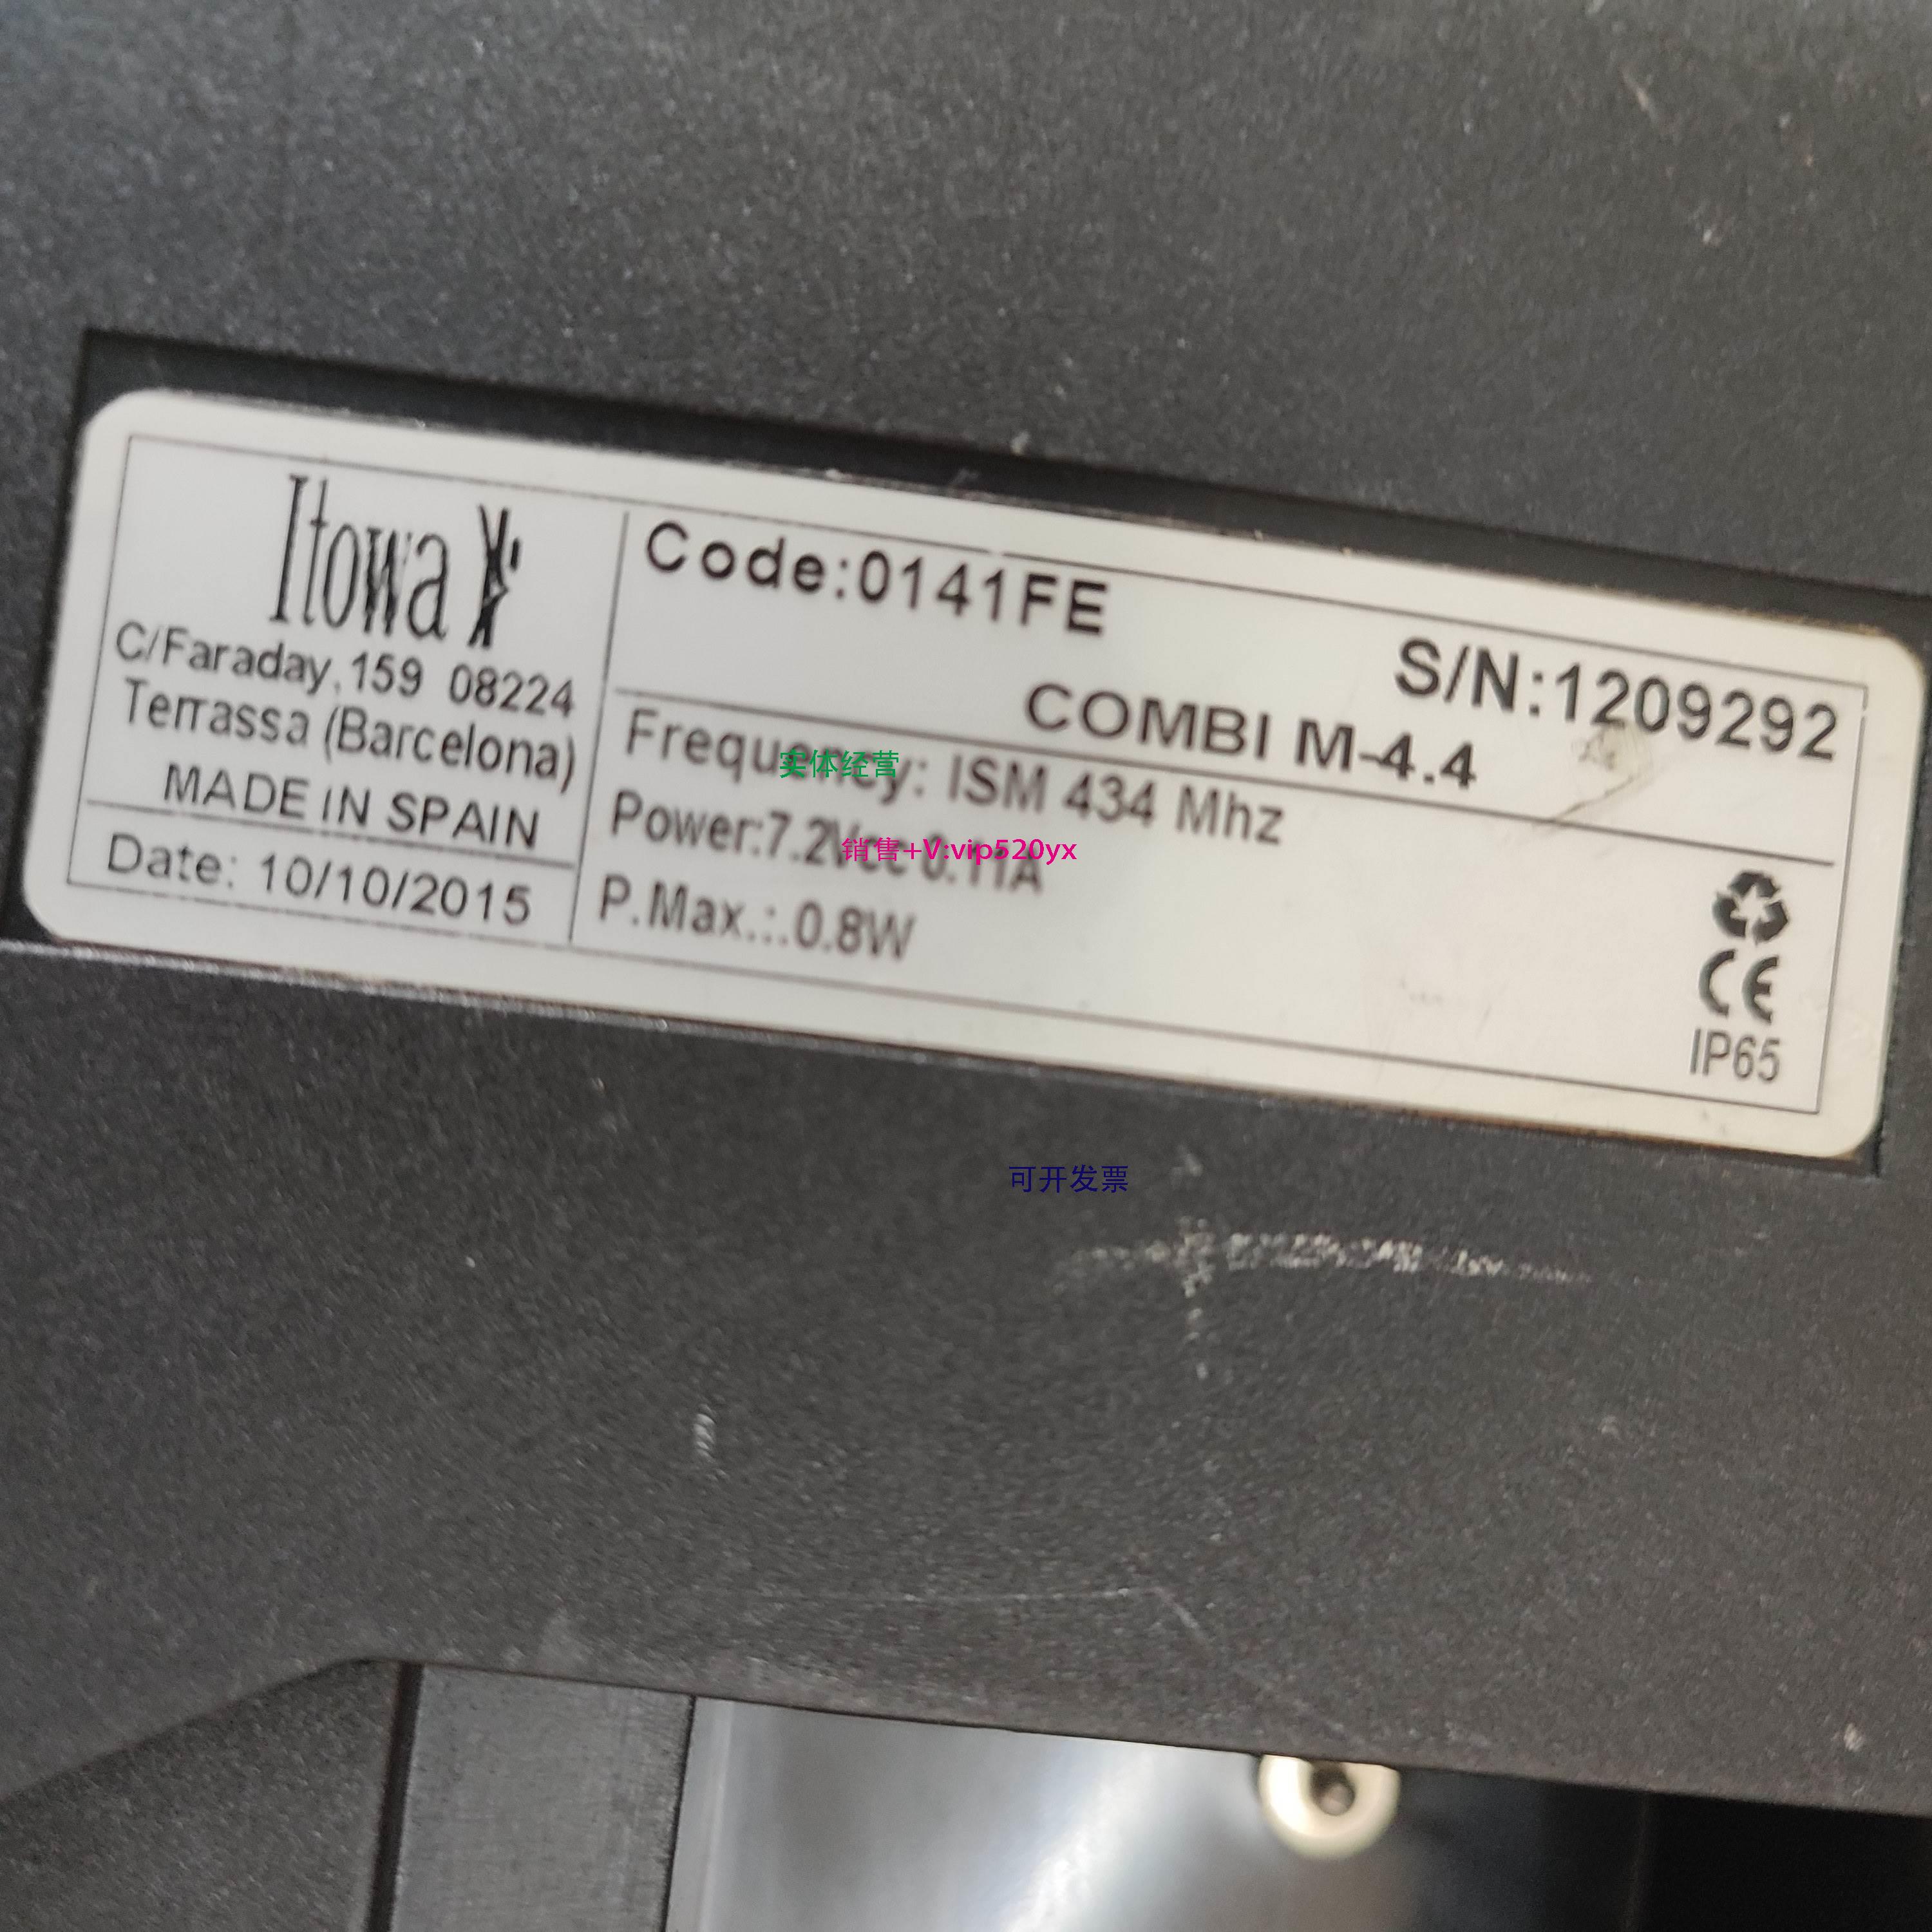 Itowa
C/Faraday,159 08224
Terrassa (Barcelona)
MADE IN SPAIN
Date: 10/10/2015
Code:0141FE
S/N:1209292
COMBI M-4.4
Frequency: ISM 434 Mhz
Power:7.2Vcc 0.11A
P.Max.:.0.8W
CE
IP65
实体经营
销售+V:vip520yx
可开发票